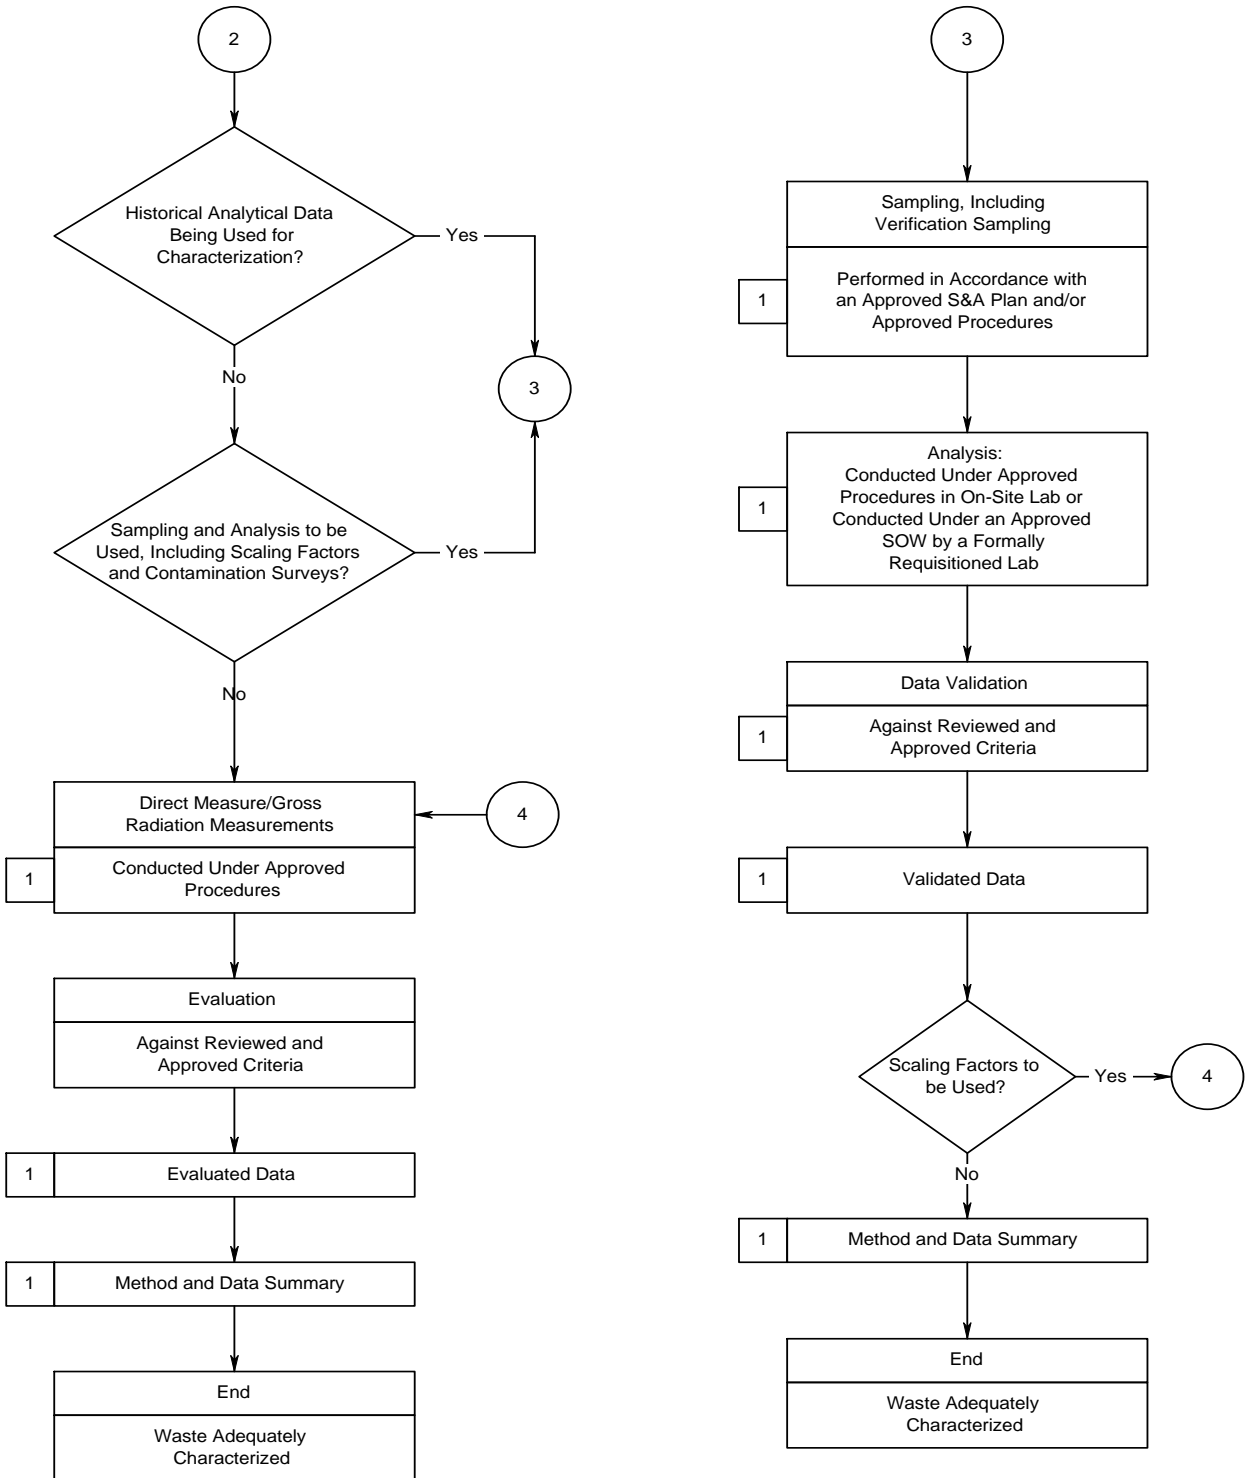 2
Historical Analytical Data
Being Used for
Characterization?
Yes
No
3
Sampling and Analysis to be
Used, Including Scaling Factors
and Contamination Surveys?
Yes
No
Direct Measure/Gross
Radiation Measurements
4
1
Conducted Under Approved
Procedures
Evaluation
Against Reviewed and
Approved Criteria
1
Evaluated Data
1
Method and Data Summary
End
Waste Adequately
Characterized
3
Sampling, Including
Verification Sampling
1
Performed in Accordance with
an Approved S&A Plan and/or
Approved Procedures
1
Analysis:
Conducted Under Approved
Procedures in On-Site Lab or
Conducted Under an Approved
SOW by a Formally
Requisitioned Lab
Data Validation
1
Against Reviewed and
Approved Criteria
1
Validated Data
Scaling Factors to
be Used?
Yes
4
No
1
Method and Data Summary
End
Waste Adequately
Characterized